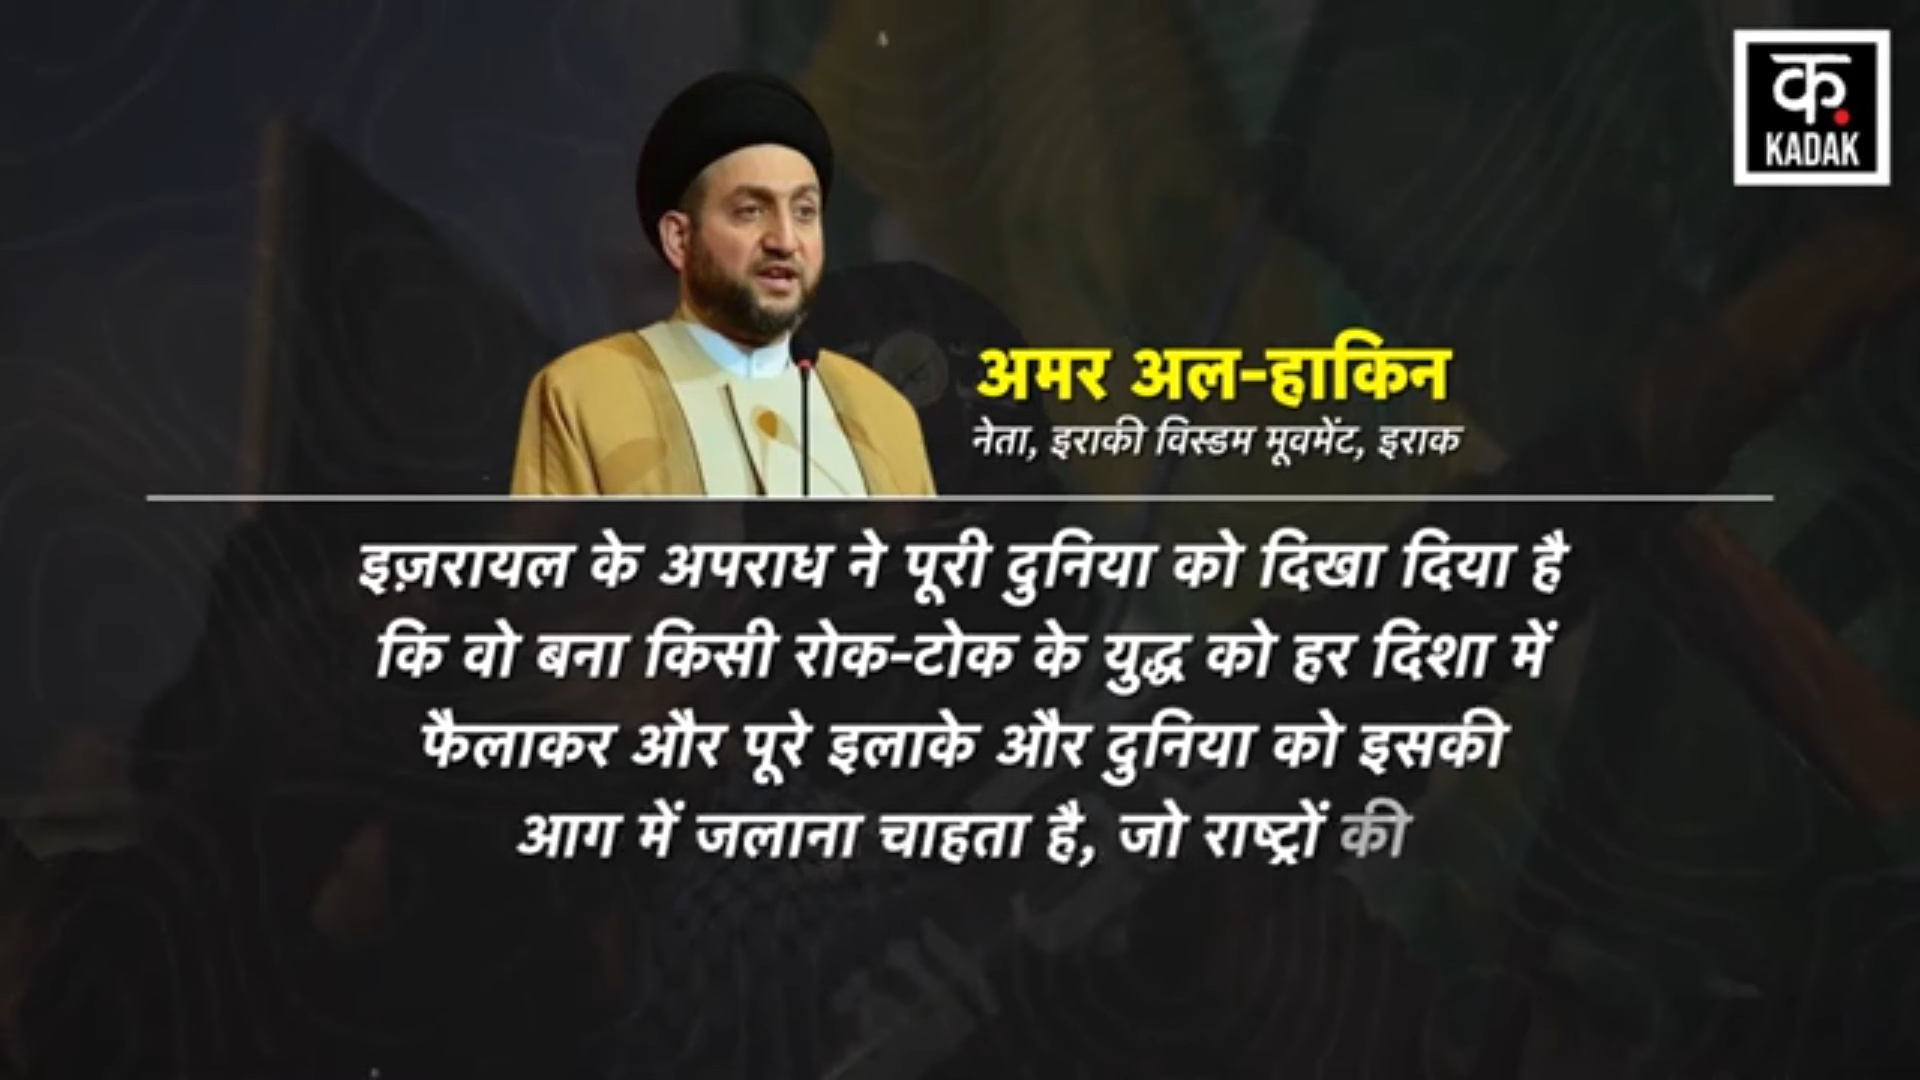 क
KADAK
अमर अल-हाकिन
नेता, इराकी विस्डम मूवमेंट, इराक
इज़रायल के अपराध ने पूरी दुनिया को दिखा दिया है
कि वो बना किसी रोक-टोक के युद्ध को हर दिशा में
फैलाकर और पूरे इलाके और दुनिया को इसकी
आग में जलाना चाहता है, जो राष्ट्रों की